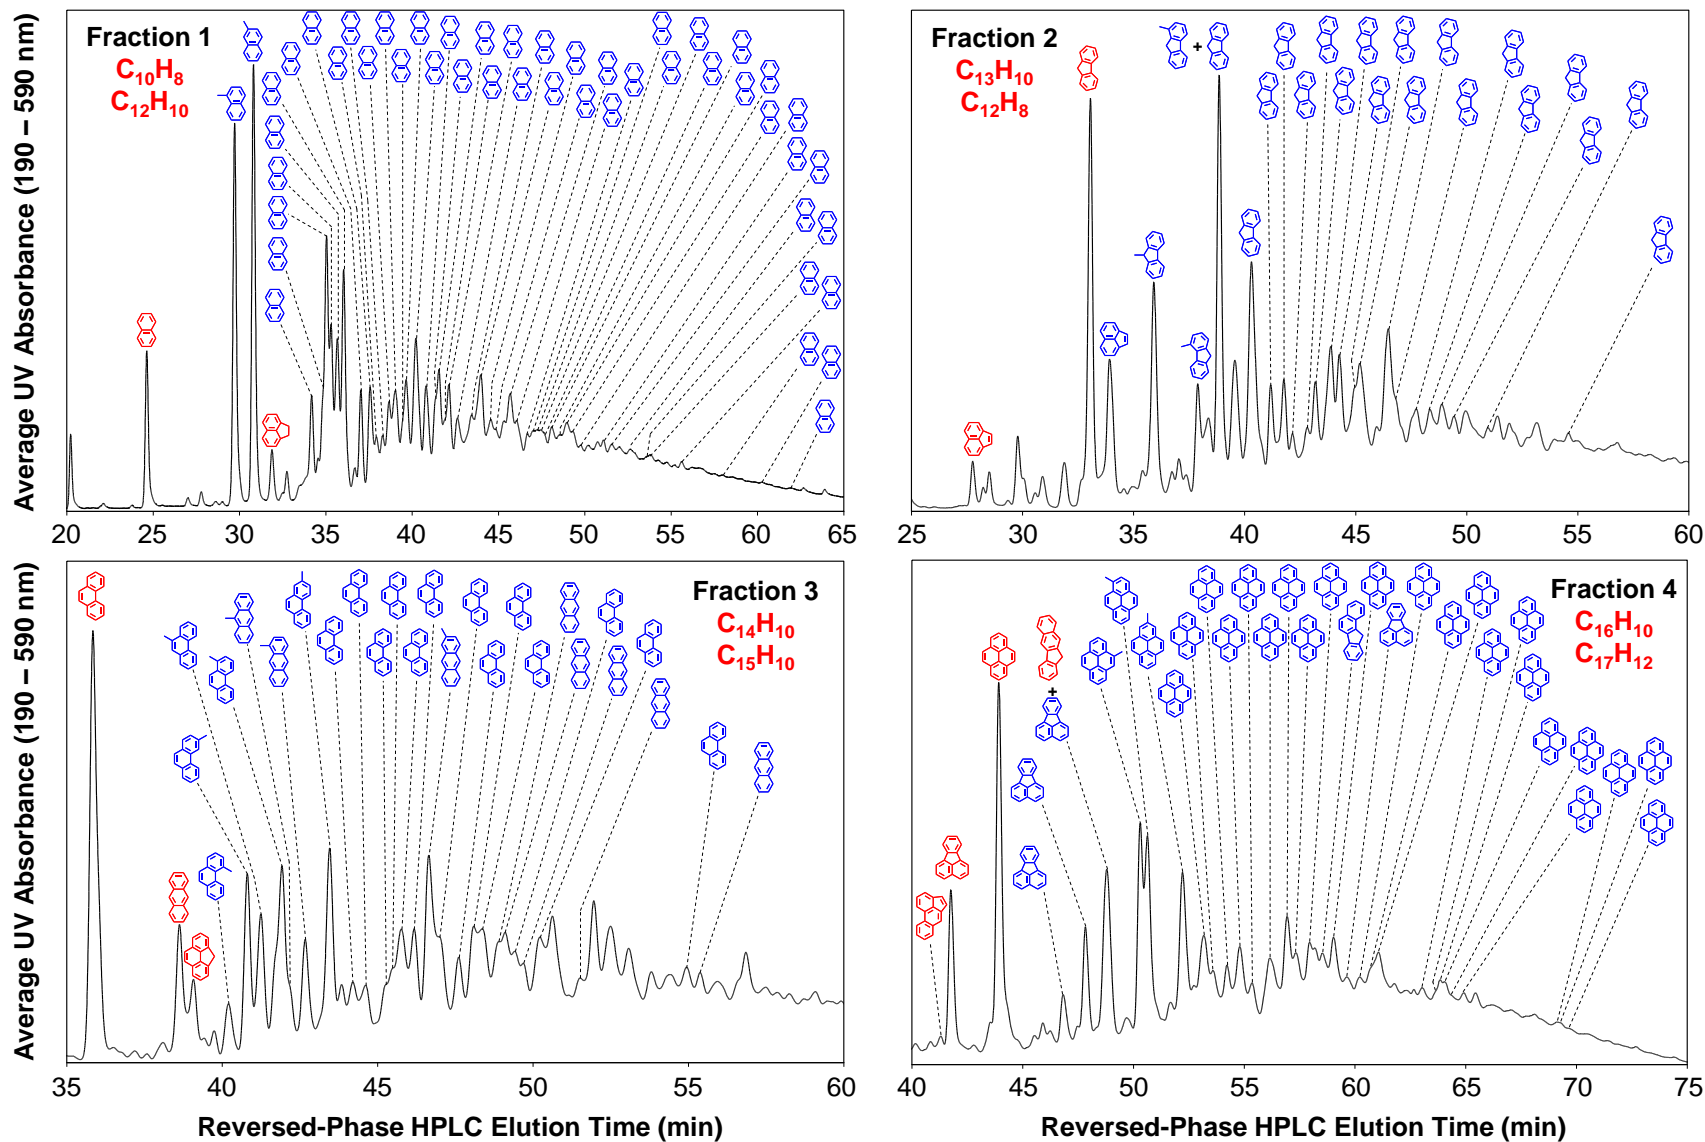 Average UV Absorbance (190 – 590 nm)
Fraction 1
C10H8
C12H10
20 25 30 35 40 45 50 55 60 65
Fraction 2
C13H10
C12H8
+
25 30 35 40 45 50 55 60
Average UV Absorbance (190 – 590 nm)
Fraction 3
C14H10
C15H10
35 40 45 50 55 60
Reversed-Phase HPLC Elution Time (min)
Fraction 4
C16H10
C17H12
+
40 45 50 55 60 65 70 75
Reversed-Phase HPLC Elution Time (min)